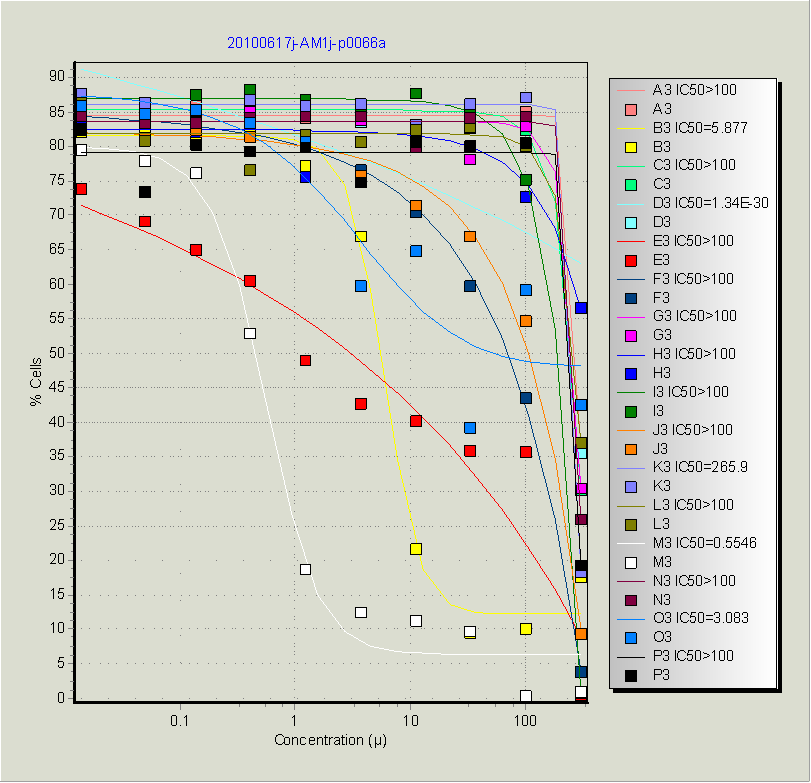 20100617j-AM1j-p0066a
90
85
80
75
70
65
60
55
50
45
40
35
30
25
20
15
10
5
0
% Cells
0.1
1
10
100
Concentration (µ)
A3 IC50>100
A3
B3 IC50=5.877
B3
C3 IC50>100
C3
D3 IC50=1.34E-30
D3
E3 IC50>100
E3
F3 IC50>100
F3
G3 IC50>100
G3
H3 IC50>100
H3
I3 IC50>100
I3
J3 IC50>100
J3
K3 IC50=265.9
K3
L3 IC50>100
L3
M3 IC50=0.5546
M3
N3 IC50>100
N3
O3 IC50=3.083
O3
P3 IC50>100
P3